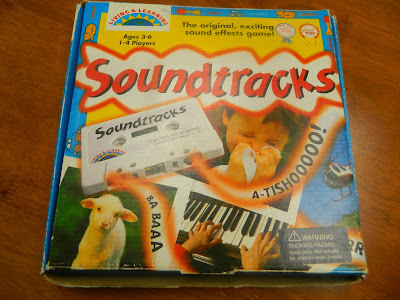 LIVING & LEARNING
Ages 3-6
1-4 Players
The original, exciting
sound effects game!
Soundtracks
Soundtracks
A-TISHOOOOO!
BA BAAA
WARNING:
CHOKING HAZARD